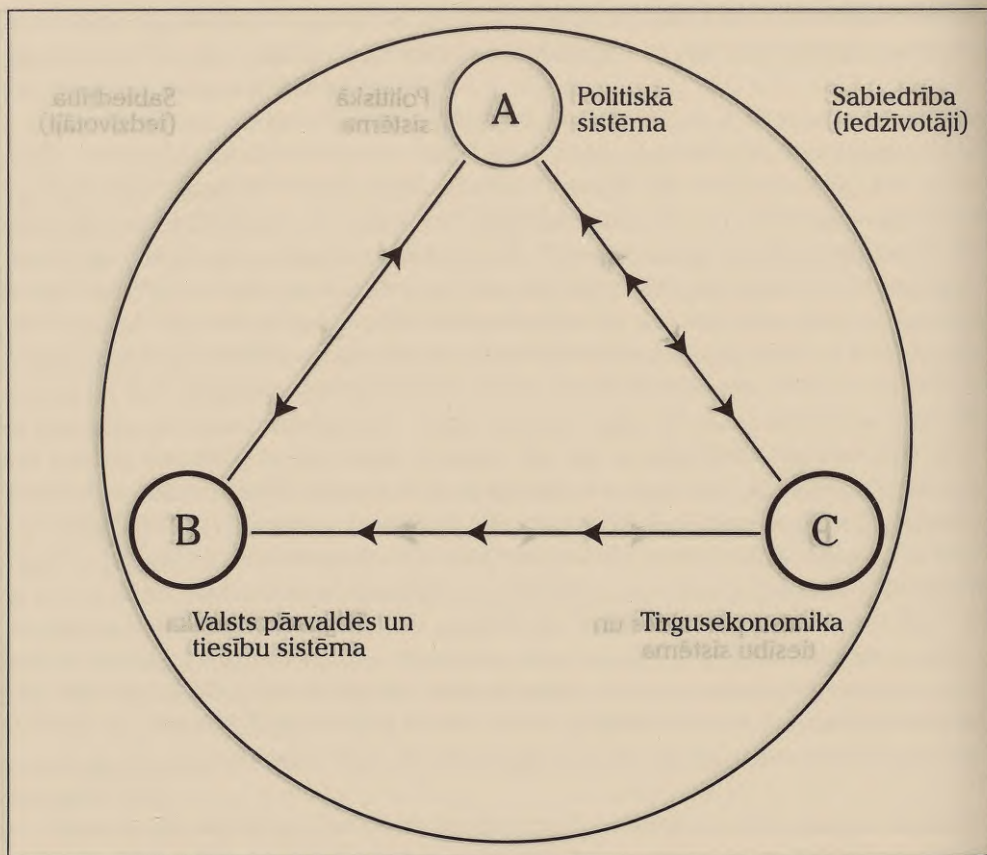 A
Politiskā
sistēma
Sabiedrība
(iedzīvotāji)
B
C
Valsts pārvaldes un
tiesību sistēma
Tirgusekonomika